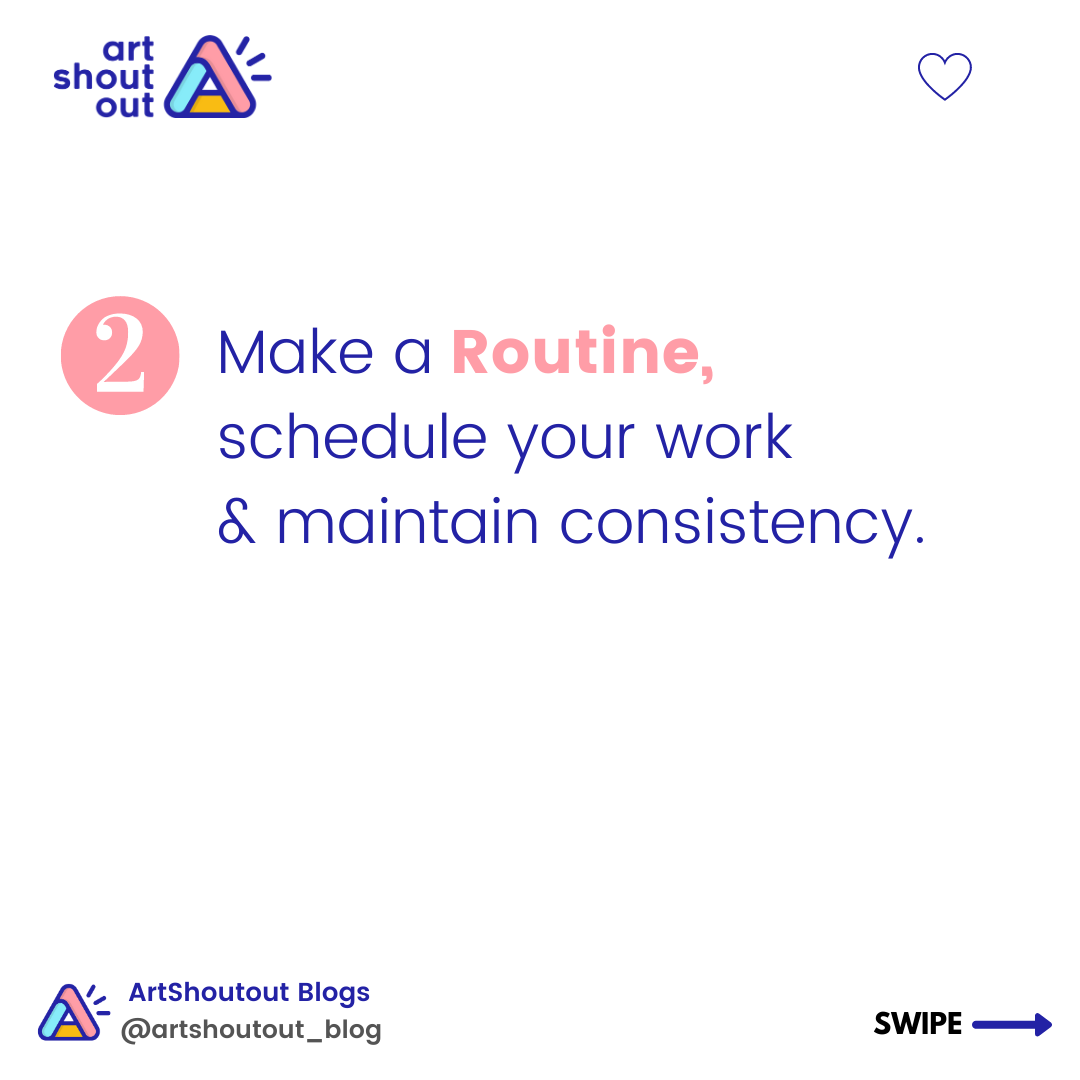 art
shout
out
2
Make a Routine,
schedule your work
& maintain consistency.
ArtShoutout Blogs
@artshoutout_blog
SWIPE